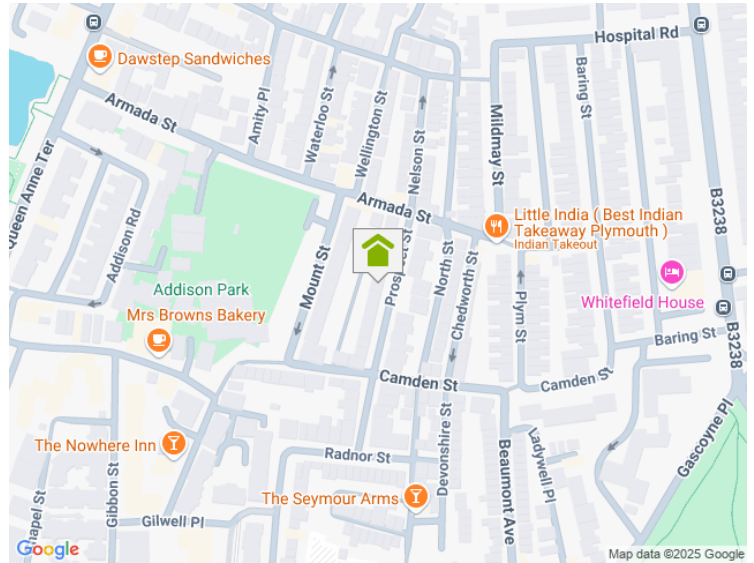 Dawstep Sandwiches
Hospital Rd
Armada St
Amity Pl
Waterloo St
Wellington St
Nelson St
Mildmay St
Baring St
B3238
Queen Anne Ter
Addison Rd
Armada St
Little India ( Best Indian
Takeaway Plymouth )
Indian Takeout
Mount St
Prospect St
North St
Chedworth St
Plym St
Addison Park
Whitefield House
Mrs Browns Bakery
Baring St
B3238
Camden St
Camden St
Gascoyne Pl
The Nowhere Inn
Radnor St
Devonshire St
Beaumont Ave
Ladywell Pl
The Seymour Arms
Gibbon St
Gilwell Pl
Google
Map data ©2025 Google